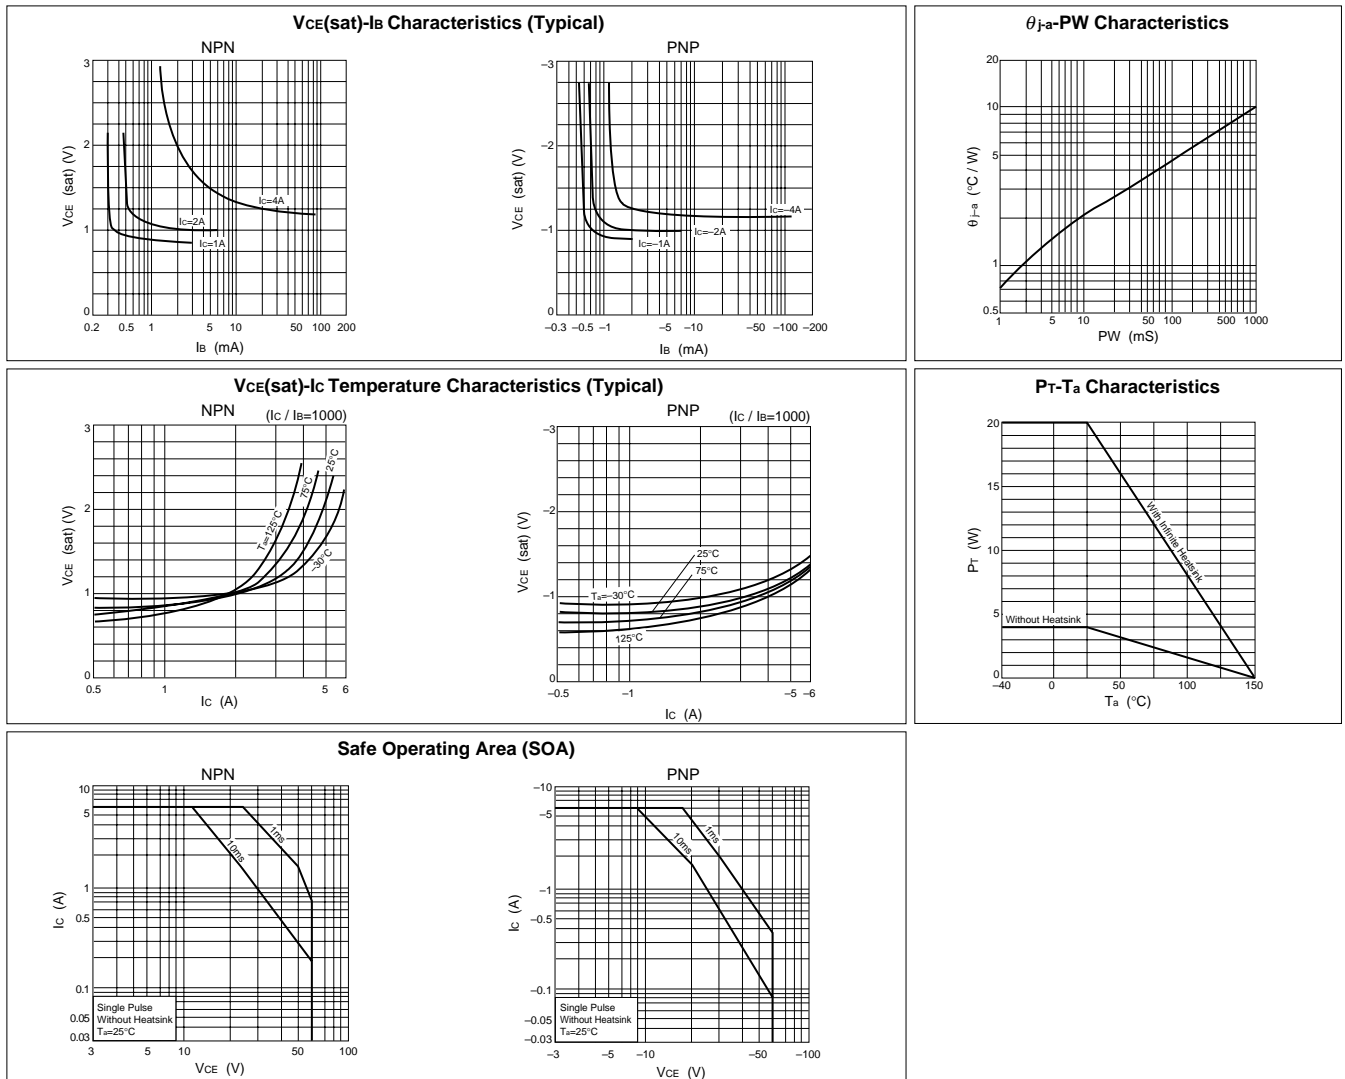 VCE(sat)-IB Characteristics (Typical)
NPN
3
2
1
0
VCE (sat) (V)
0.2 0.5 1 5 10 50 100 200
IB (mA)
IC=4A
IC=2A
IC=1A
PNP
–3
–2
–1
0
VCE (sat) (V)
–0.3 –0.5 –1 –5 –10 –50 –100 –200
IB (mA)
IC=–4A
IC=–2A
IC=–1A
θj-a-PW Characteristics
20
10
5
1
0.5
θj-a (°C / W)
1 5 10 50 100 500 1000
PW (mS)
VCE(sat)-IC Temperature Characteristics (Typical)
NPN
(IC / IB=1000)
3
2
1
0
VCE (sat) (V)
0.5 1 5 6
IC (A)
Ta=125°C
75°C
25°C
–30°C
PNP
(IC / IB=1000)
–3
–2
–1
0
VCE (sat) (V)
–0.5 –1 –5 –6
IC (A)
25°C
75°C
Ta=–30°C
125°C
PT-Ta Characteristics
20
15
10
5
0
PT (W)
–40 0 50 100 150
Ta (°C)
With Infinite Heatsink
Without Heatsink
Safe Operating Area (SOA)
NPN
10
5
1
0.5
0.1
0.05
0.03
IC (A)
3 5 10 50 100
VCE (V)
1ms
10ms
Single Pulse
Without Heatsink
Ta=25°C
PNP
–10
–5
–1
–0.5
–0.1
–0.05
–0.03
IC (A)
–3 –5 –10 –50 –100
VCE (V)
1ms
10ms
Single Pulse
Without Heatsink
Ta=25°C